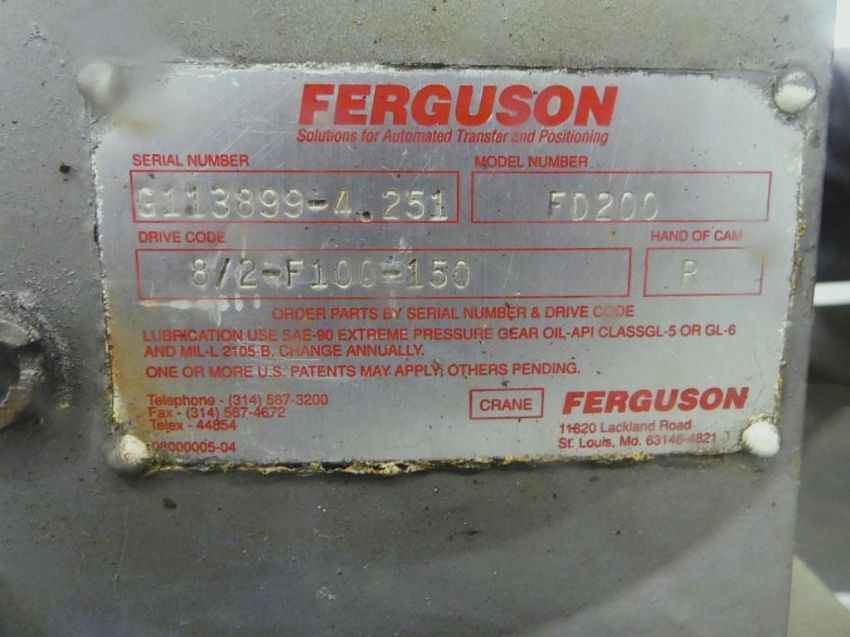 FERGUSON
Solutions for Automated Transfer and Positioning
SERIAL NUMBER MODEL NUMBER
G113899-4.251 FD200
DRIVE CODE HAND OF CAM
8/2-F100-150 R
ORDER PARTS BY SERIAL NUMBER & DRIVE CODE
LUBRICATION USE SAE-90 EXTREME PRESSURE GEAR OIL-API CLASSGL-5 OR GL-6
AND MIL-L 2105-B. CHANGE ANNUALLY.
ONE OR MORE U.S. PATENTS MAY APPLY, OTHERS PENDING.
Telephone - (314) 567-3200
Fax - (314) 567-4672
Telex - 44854
08000005-04
CRANE FERGUSON
11620 Lackland Road
St. Louis, Mo. 63146-4821